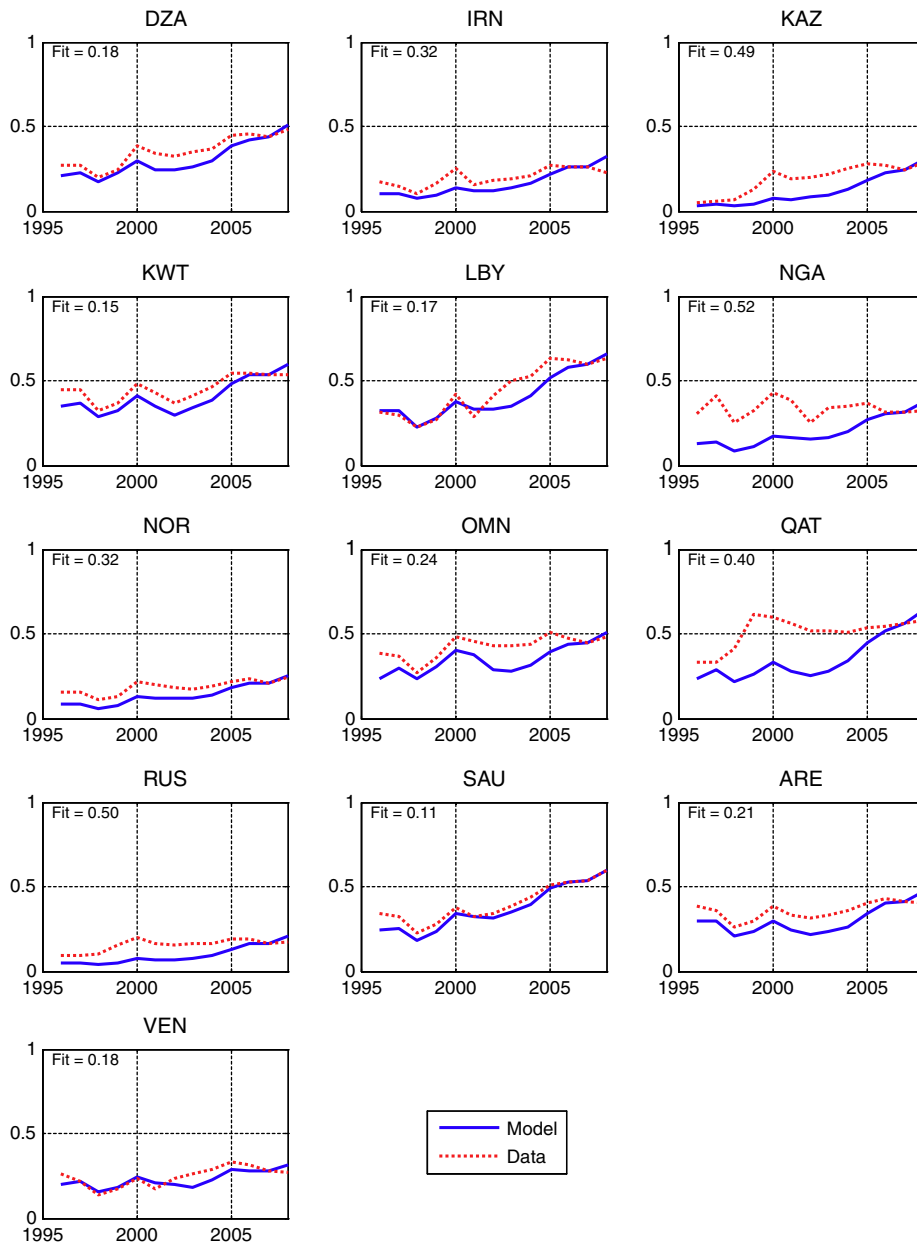 DZA
IRN
KAZ
1
Fit = 0.18
0.5
0
1995
2000
2005
1
Fit = 0.32
0.5
0
1995
2000
2005
1
Fit = 0.49
0.5
0
1995
2000
2005
KWT
LBY
NGA
1
Fit = 0.15
0.5
0
1995
2000
2005
1
Fit = 0.17
0.5
0
1995
2000
2005
1
Fit = 0.52
0.5
0
1995
2000
2005
NOR
OMN
QAT
1
Fit = 0.32
0.5
0
1995
2000
2005
1
Fit = 0.24
0.5
0
1995
2000
2005
1
Fit = 0.40
0.5
0
1995
2000
2005
RUS
SAU
ARE
1
Fit = 0.50
0.5
0
1995
2000
2005
1
Fit = 0.11
0.5
0
1995
2000
2005
1
Fit = 0.21
0.5
0
1995
2000
2005
VEN
1
Fit = 0.18
0.5
0
1995
2000
2005
Model
Data